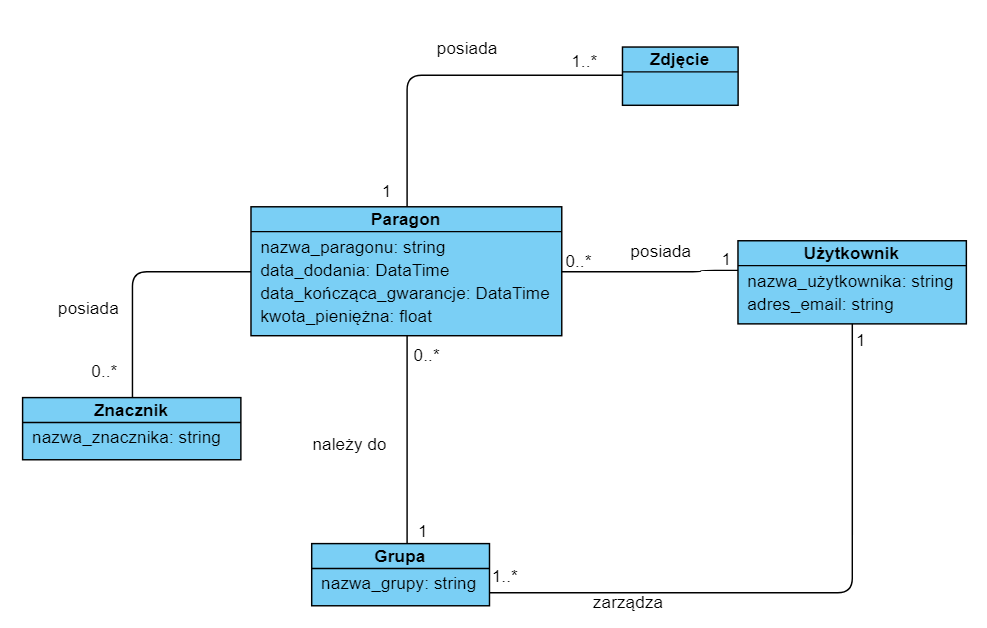 posiada
1..*
Zdjęcie
1
Paragon
nazwa_paragonu: string
data_dodania: DataTime
data_kończąca_gwarancje: DataTime
kwota_pieniężna: float
0..*
posiada
1
Użytkownik
nazwa_użytkownika: string
adres_email: string
1
posiada
0..*
Znacznik
nazwa_znacznika: string
0..*
należy do
1
Grupa
nazwa_grupy: string
1..*
zarządza